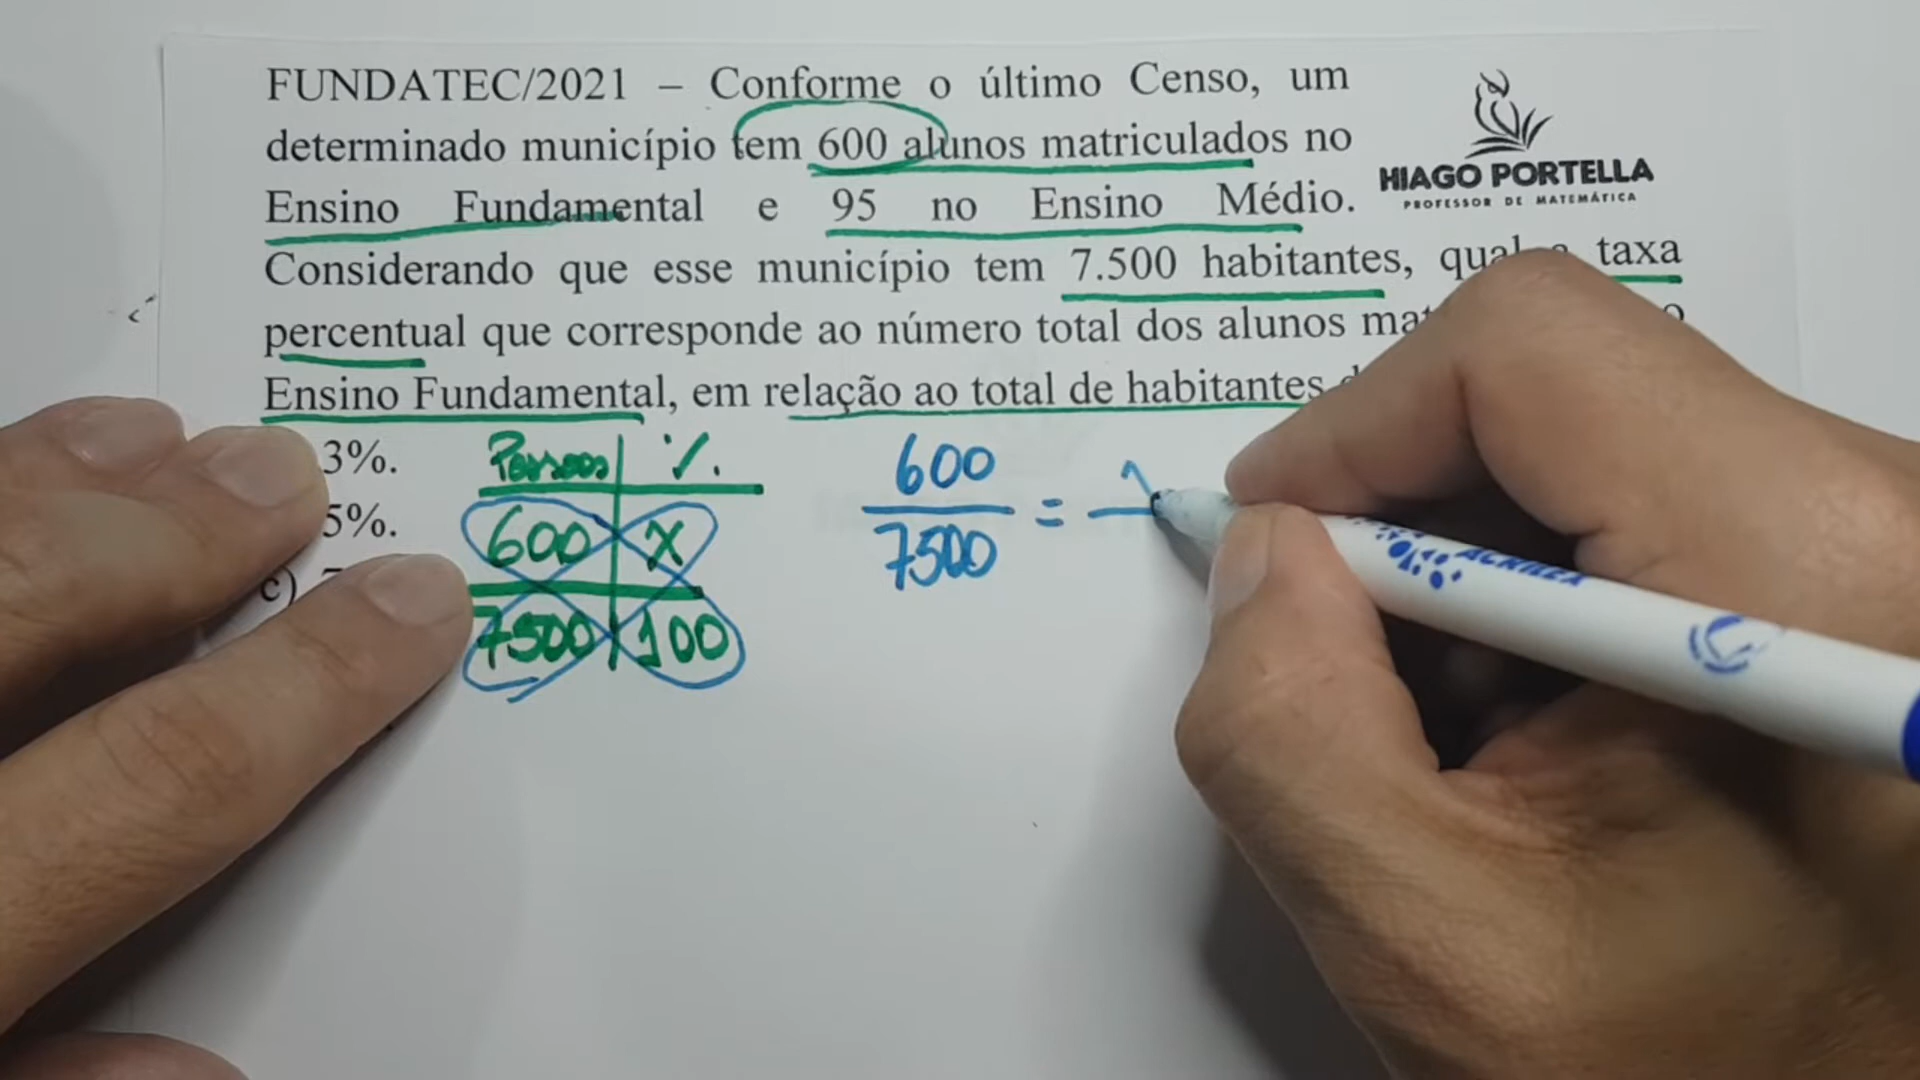 FUNDATEC/2021 – Conforme o último Censo, um
determinado município tem 600 alunos matriculados no
Ensino Fundamental e 95 no Ensino Médio.
Considerando que esse município tem 7.500 habitantes, taxa
percentual que corresponde ao número total dos alunos
Ensino Fundamental, em relação ao total de habitantes
HIAGO PORTELLA
PROFESSOR DE MATEMÁTICA
3%.
5%.
c)
Pessoas %
600 X
7500 100
600
7500
=
ACRILEX